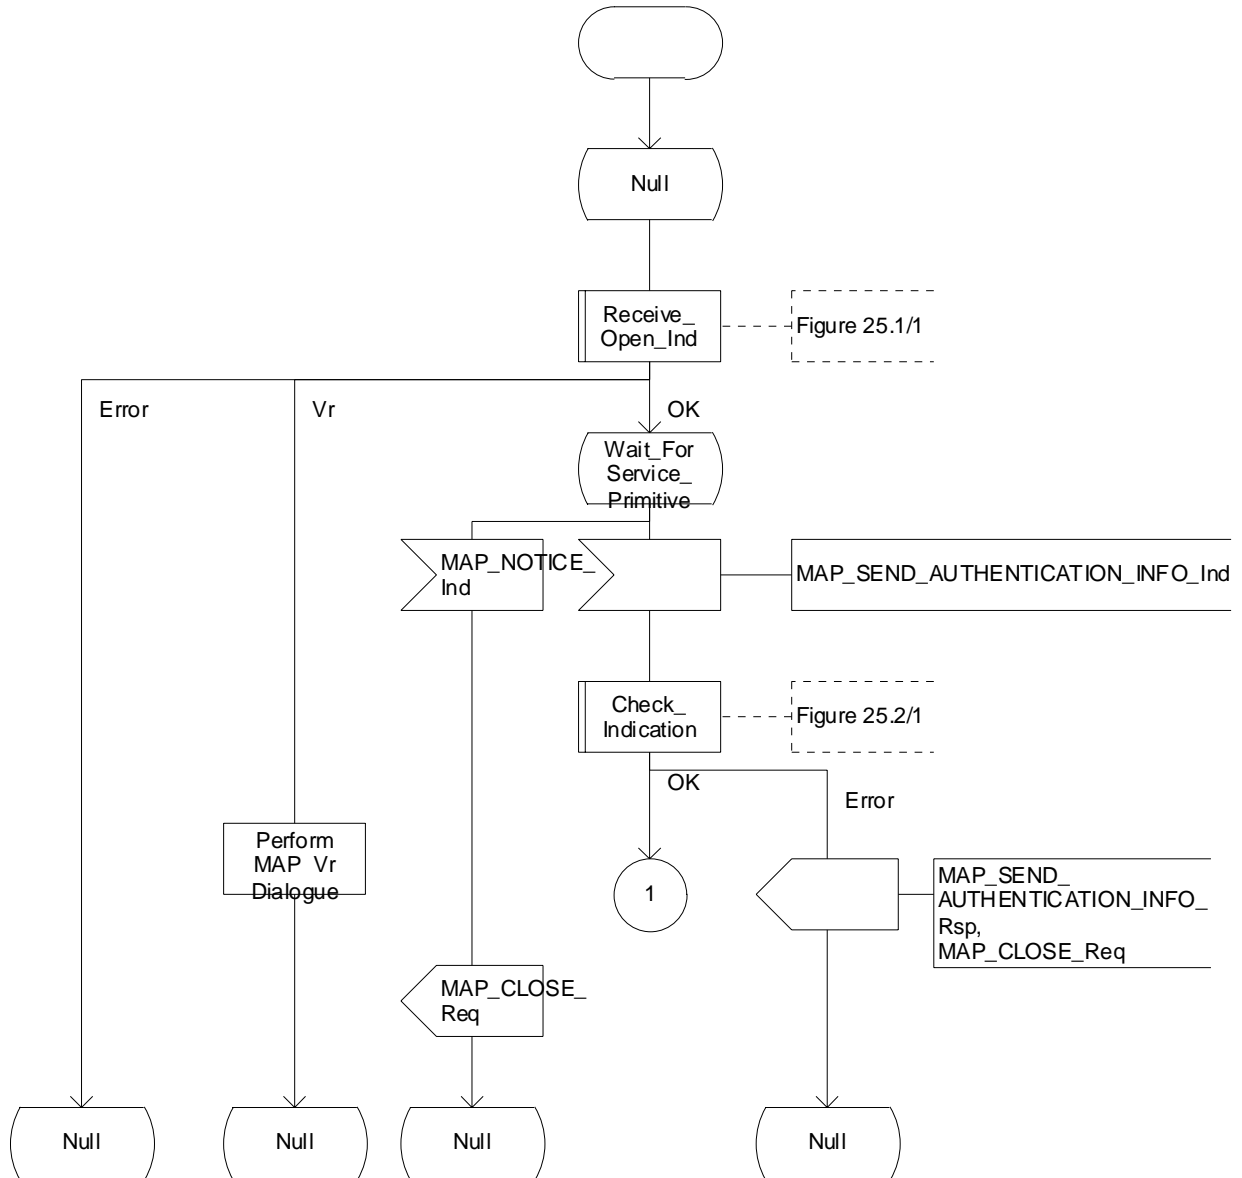 Null
Receive_
Open_Ind
Figure 25.1/1
Error
Vr
OK
Wait_For
Service_
Primitive
MAP_NOTICE_
Ind
MAP_SEND_AUTHENTICATION_INFO_Ind
Check_
Indication
Figure 25.2/1
OK
Error
Perform
MAP Vr
Dialogue
1
MAP_SEND_
AUTHENTICATION_INFO_
Rsp,
MAP_CLOSE_Req
MAP_CLOSE_
Req
Null
Null
Null
Null